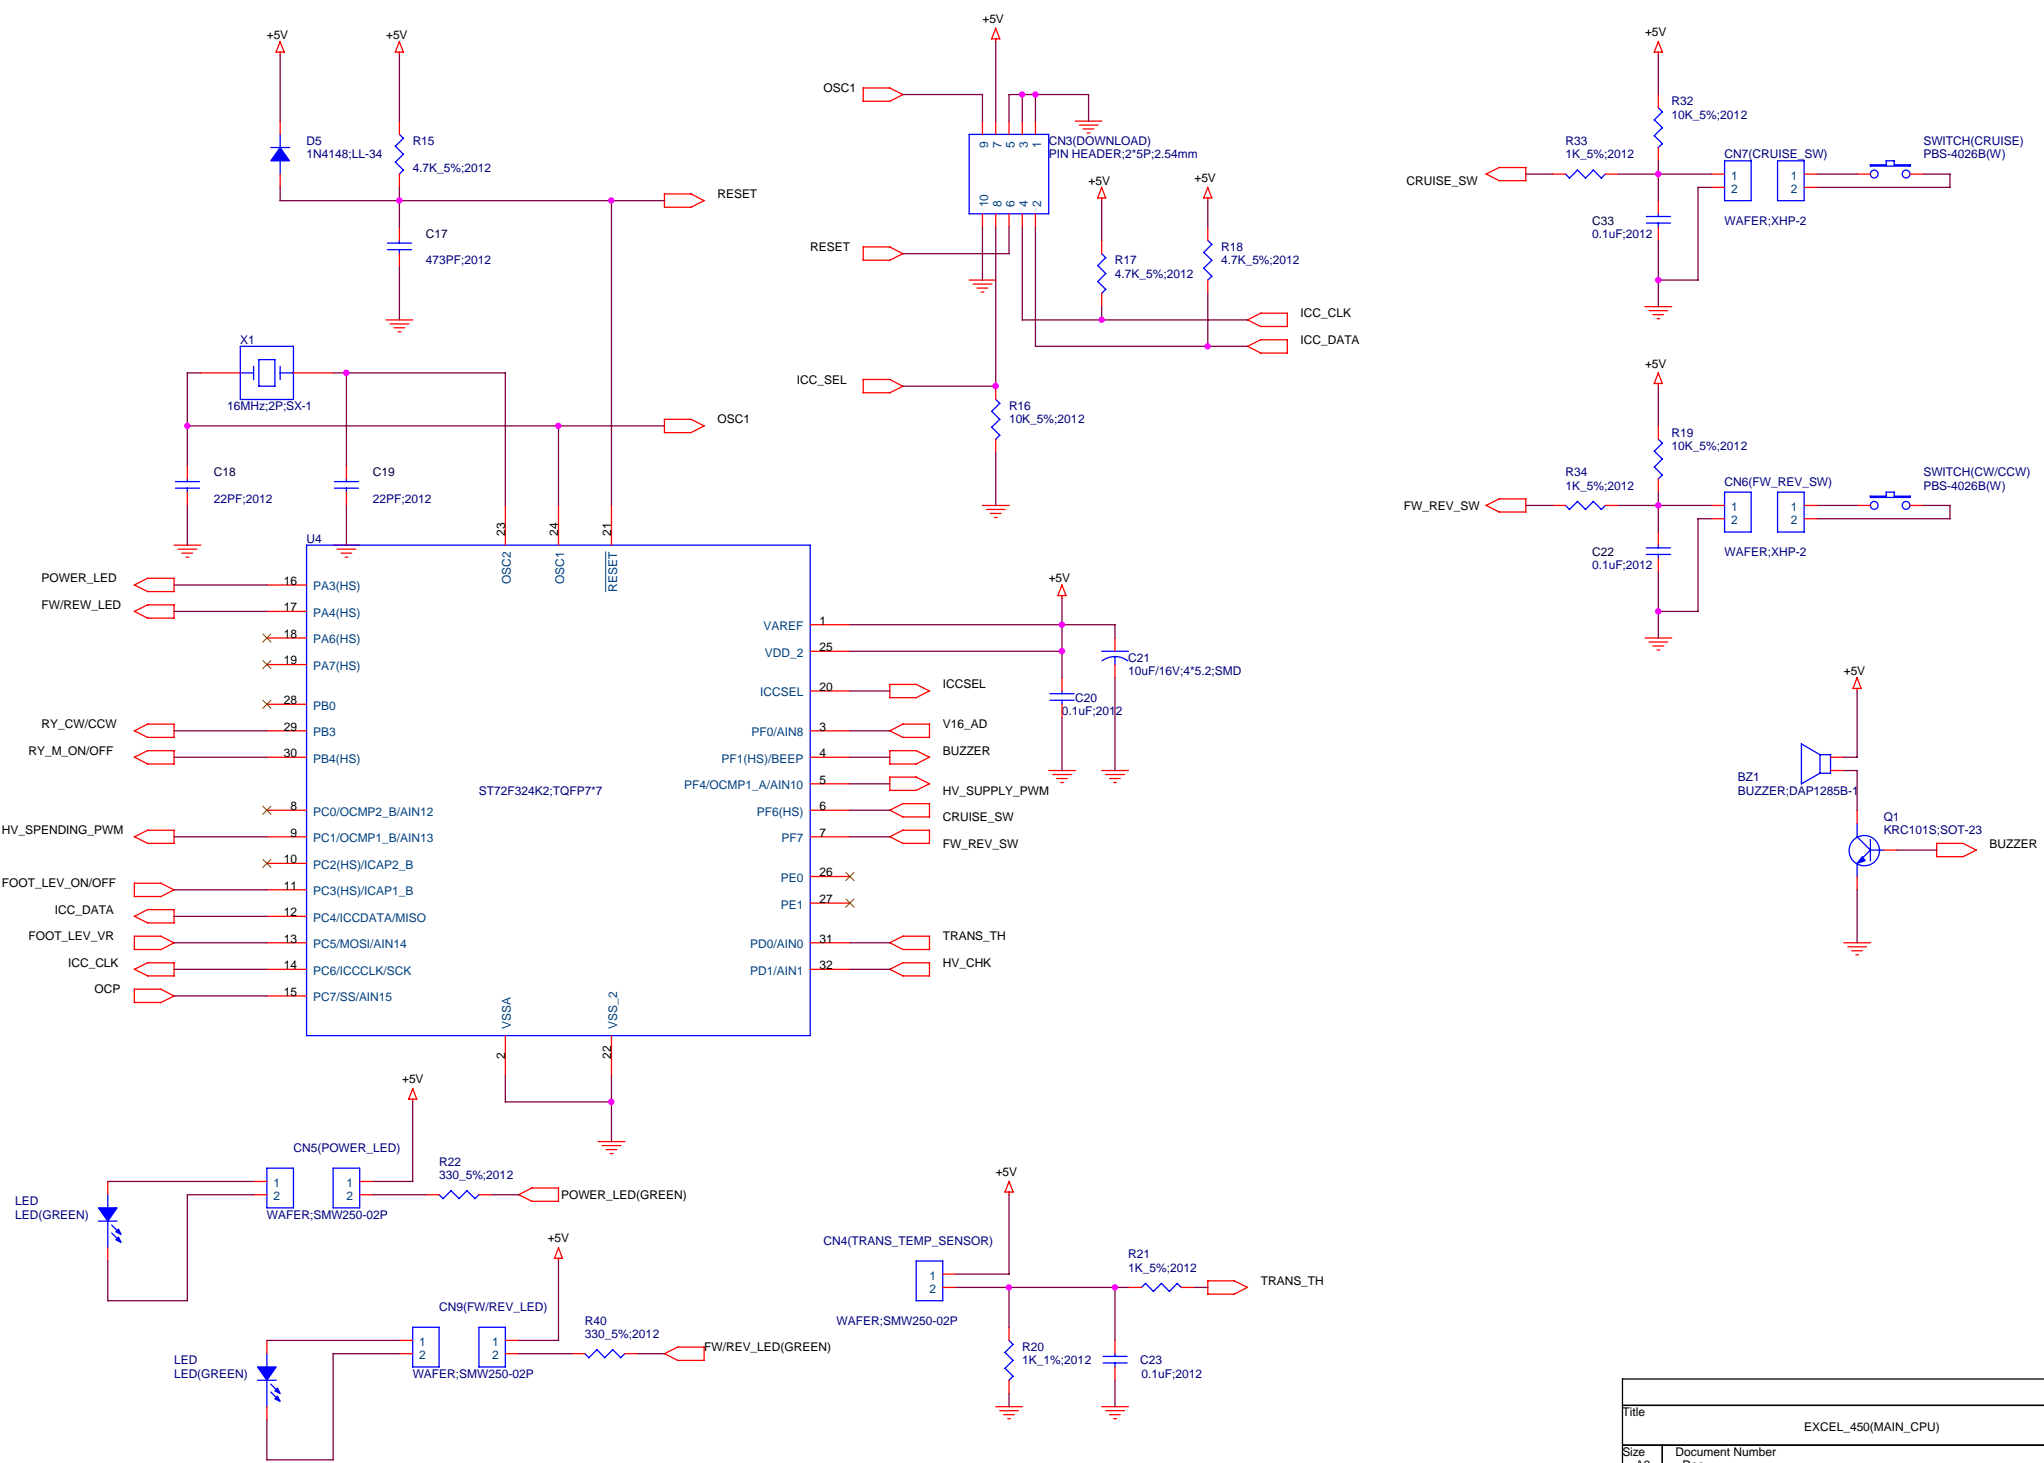 +5V
+5V
D5
1N4148;LL-34
R15
4.7K_5%;2012
RESET
C17
473PF;2012
X1
16MHz;2P;SX-1
OSC1
C18
22PF;2012
C19
22PF;2012
+5V
OSC1
CN3(DOWNLOAD)
PIN HEADER;2*5P;2.54mm
9 7 5 3 1
10 8 6 4 2
+5V
+5V
RESET
R17
4.7K_5%;2012
R18
4.7K_5%;2012
ICC_CLK
ICC_DATA
ICC_SEL
R16
10K_5%;2012
+5V
R32
10K_5%;2012
R33
1K_5%;2012
CRUISE_SW
CN7(CRUISE_SW)
1
2
1
2
WAFER;XHP-2
SWITCH(CRUISE)
PBS-4026B(W)
C33
0.1uF;2012
+5V
R19
10K_5%;2012
R34
1K_5%;2012
FW_REV_SW
CN6(FW_REV_SW)
1
2
1
2
WAFER;XHP-2
SWITCH(CW/CCW)
PBS-4026B(W)
C22
0.1uF;2012
U4
23
24
21
OSC2
OSC1
RESET
POWER_LED
16
PA3(HS)
FW/REW_LED
17
PA4(HS)
18
PA6(HS)
19
PA7(HS)
28
PB0
RY_CW/CCW
29
PB3
RY_M_ON/OFF
30
PB4(HS)
ST72F324K2;TQFP7*7
8
PC0/OCMP2_B/AIN12
HV_SPENDING_PWM
9
PC1/OCMP1_B/AIN13
10
PC2(HS)/ICAP2_B
FOOT_LEV_ON/OFF
11
PC3(HS)/ICAP1_B
ICC_DATA
12
PC4/ICCDATA/MISO
FOOT_LEV_VR
13
PC5/MOSI/AIN14
ICC_CLK
14
PC6/ICCCLK/SCK
OCP
15
PC7/SS/AIN15
VAREF
1
VDD_2
25
ICCSEL
20
ICCSEL
PF0/AIN8
3
V16_AD
PF1(HS)/BEEP
4
BUZZER
PF4/OCMP1_A/AIN10
5
HV_SUPPLY_PWM
PF6(HS)
6
CRUISE_SW
PF7
7
FW_REV_SW
PE0
26
PE1
27
PD0/AIN0
31
TRANS_TH
PD1/AIN1
32
HV_CHK
VSSA
VSS_2
2
22
+5V
C21
10uF/16V;4*5.2;SMD
C20
0.1uF;2012
+5V
BZ1
BUZZER;DAP1285B-1
Q1
KRC101S;SOT-23
BUZZER
+5V
CN5(POWER_LED)
1
2
1
2
WAFER;SMW250-02P
R22
330_5%;2012
POWER_LED(GREEN)
LED
LED(GREEN)
+5V
CN9(FW/REV_LED)
1
2
1
2
WAFER;SMW250-02P
R40
330_5%;2012
FW/REV_LED(GREEN)
LED
LED(GREEN)
+5V
CN4(TRANS_TEMP_SENSOR)
1
2
WAFER;SMW250-02P
R21
1K_5%;2012
TRANS_TH
R20
1K_1%;2012
C23
0.1uF;2012
Title
EXCEL_450(MAIN_CPU)
Size
Document Number